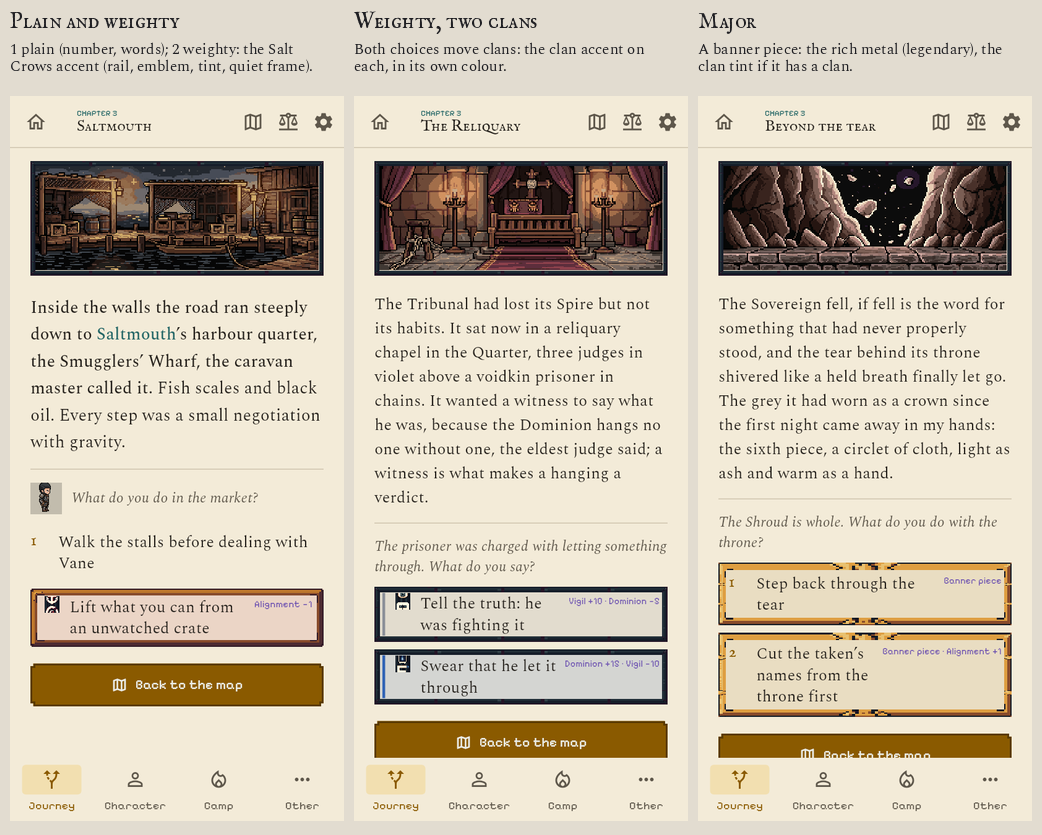 Plain and weighty
1 plain (number, words); 2 weighty: the Salt
Crows accent (rail, emblem, tint, quiet frame).
CHAPTER 3
Saltmouth
Inside the walls the road ran steeply
down to Saltmouth's harbour quarter,
the Smugglers' Wharf, the caravan
master called it. Fish scales and black
oil. Every step was a small negotiation
with gravity.
What do you do in the market?
1 Walk the stalls before dealing with
Vane
Lift what you can from
an unwatched crate
Alignment -1
Back to the map
Journey
Character
Camp
Other
Weighty, two clans
Both choices move clans: the clan accent on
each, in its own colour.
CHAPTER 3
The Reliquary
The Tribunal had lost its Spire but not
its habits. It sat now in a reliquary
chapel in the Quarter, three judges in
violet above a voidkin prisoner in
chains. It wanted a witness to say what
he was, because the Dominion hangs no
one without one, the eldest judge said; a
witness is what makes a hanging a
verdict.
The prisoner was charged with letting something
through. What do you say?
Tell the truth: he
was fighting it
Vigil +10 · Dominion -5
Swear that he let it
through
Dominion +15 · Vigil -10
Back to the map
Journey
Character
Camp
Other
Major
A banner piece: the rich metal (legendary), the
clan tint if it has a clan.
CHAPTER 3
Beyond the tear
The Sovereign fell, if fell is the word for
something that had never properly
stood, and the tear behind its throne
shivered like a held breath finally let go.
The grey it had worn as a crown since
the first night came away in my hands:
the sixth piece, a circlet of cloth, light as
ash and warm as a hand.
The Shroud is whole. What do you do with the
throne?
1 Step back through the
tear
Banner piece
2 Cut the taken's
names from the
throne first
Banner piece · Alignment +1
Back to the map
Journey
Character
Camp
Other